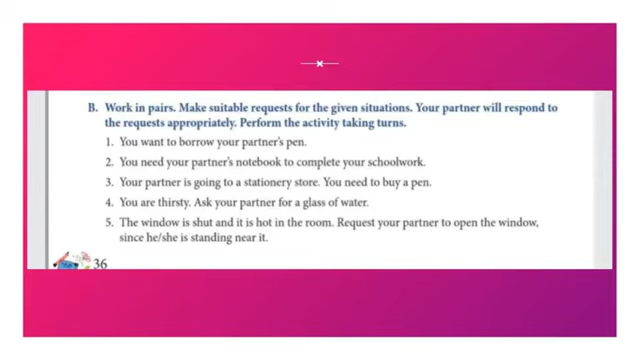 B. Work in pairs. Make suitable requests for the given situations. Your partner will respond to
the requests appropriately. Perform the activity taking turns.
1. You want to borrow your partner's pen.
2. You need your partner's notebook to complete your schoolwork.
3. Your partner is going to a stationery store. You need to buy a pen.
4. You are thirsty. Ask your partner for a glass of water.
5. The window is shut and it is hot in the room. Request your partner to open the window,
since he/she is standing near it.
36